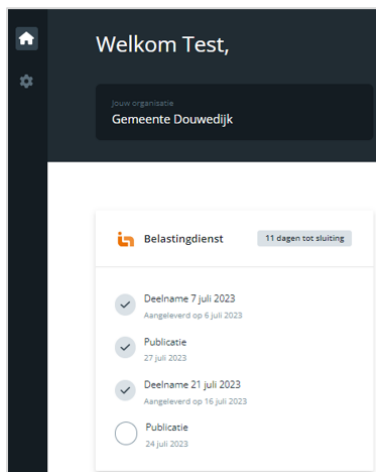 Welkom Test,
Jouw organisatie
Gemeente Douwedijk
Belastingdienst
11 dagen tot sluiting
Deelname 7 juli 2023
Aangeleverd op 6 juli 2023
Publicatie
27 juli 2023
Deelname 21 juli 2023
Aangeleverd op 16 juli 2023
Publicatie
24 juli 2023